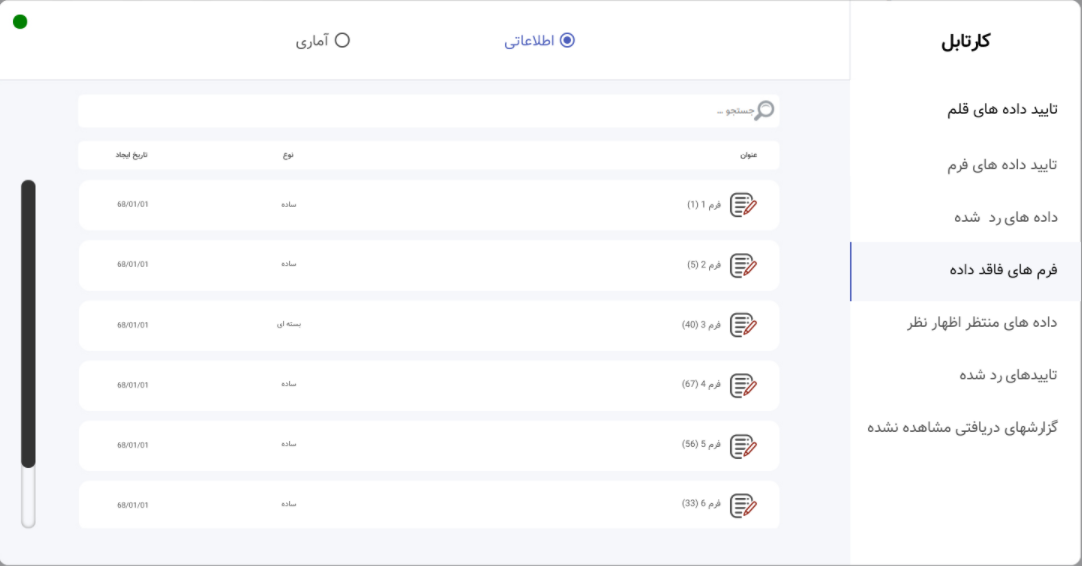 کارتابل
تایید داده های قلم
تایید داده های فرم
داده های رد شده
فرم های فاقد داده
داده های منتظر اظهار نظر
تاییدهای رد شده
گزارشهای دریافتی مشاهده نشده
اطلاعاتی
آماری
جستجو ...
عنوان نوع تاریخ ایجاد
فرم 1 (1) ساده 68/01/01
فرم 2 (5) ساده 68/01/01
فرم 3 (40) بسته ای 68/01/01
فرم 4 (67) ساده 68/01/01
فرم 5 (56) ساده 68/01/01
فرم 6 (33) ساده 68/01/01